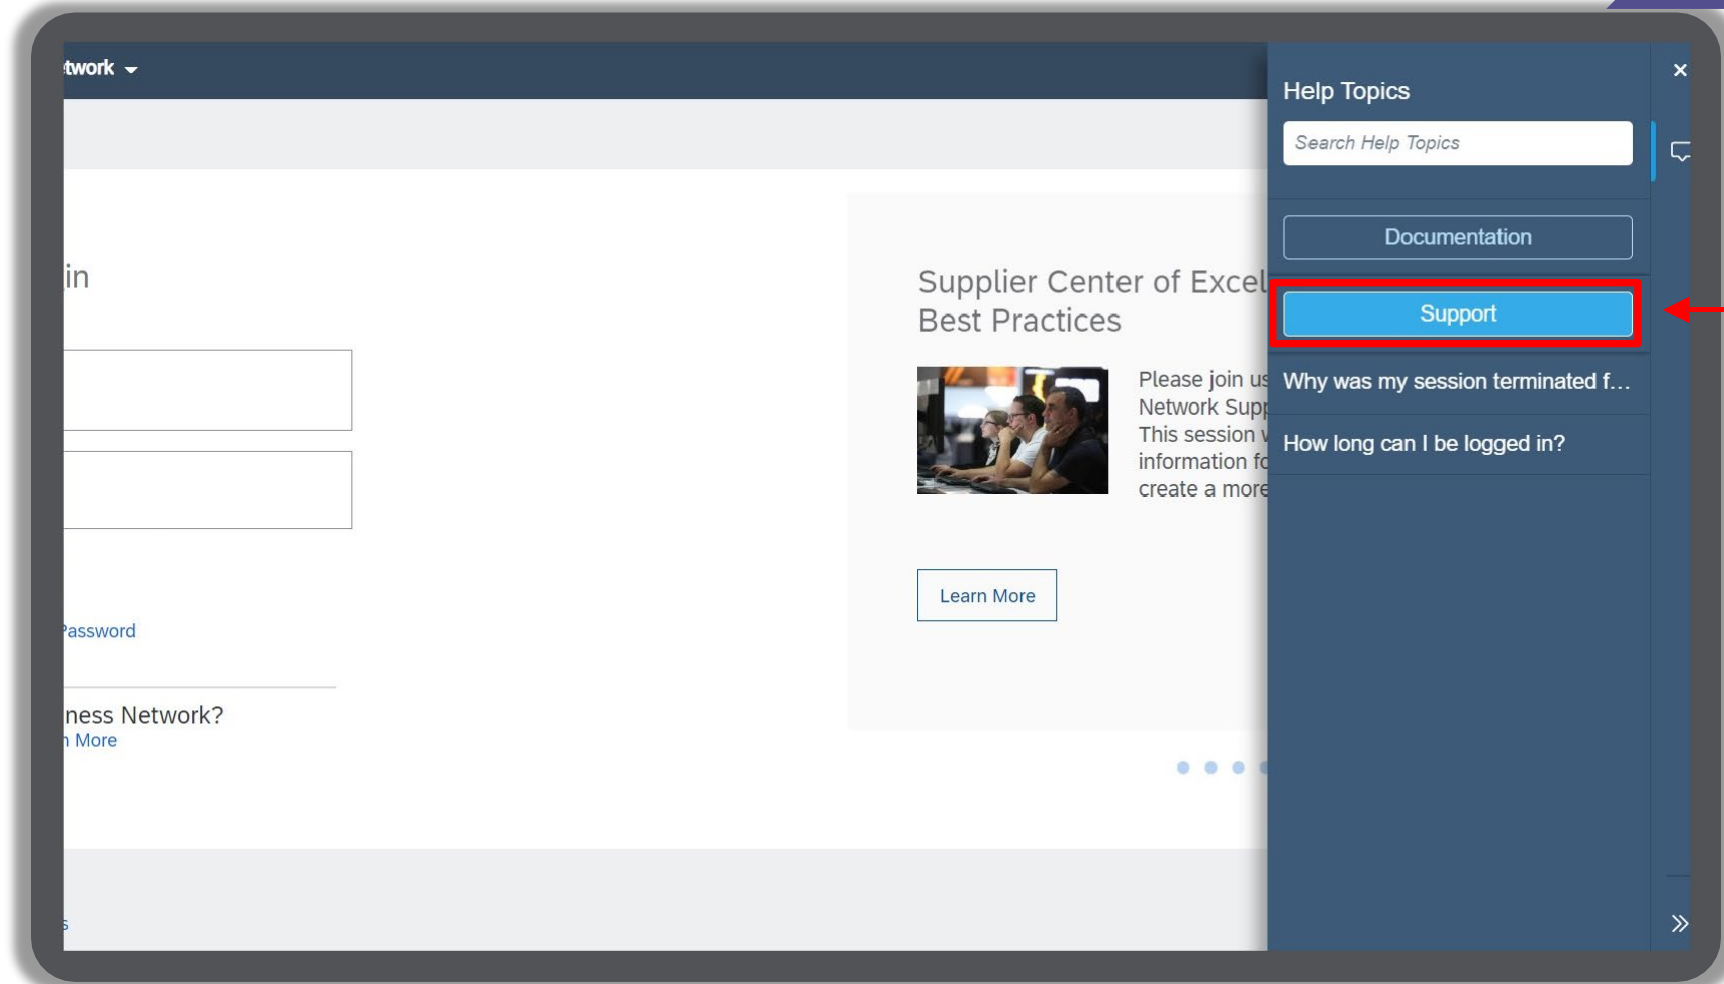 twork
Help Topics
Search Help Topics
Documentation
in
Supplier Center of Excel
Best Practices
Support
Please join us
Network Supp
This session w
information fo
create a more
Why was my session terminated f...
How long can I be logged in?
Learn More
Password
ness Network?
n More
s